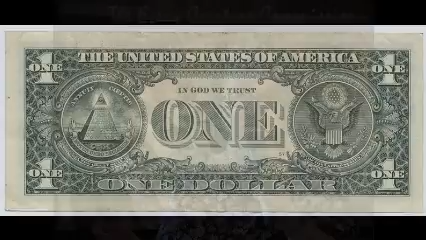 THE UNITED STATES OF AMERICA
1 ONE
1 ONE
IN GOD WE TRUST
ONE
1 ONE
1 ONE
ONE DOLLAR